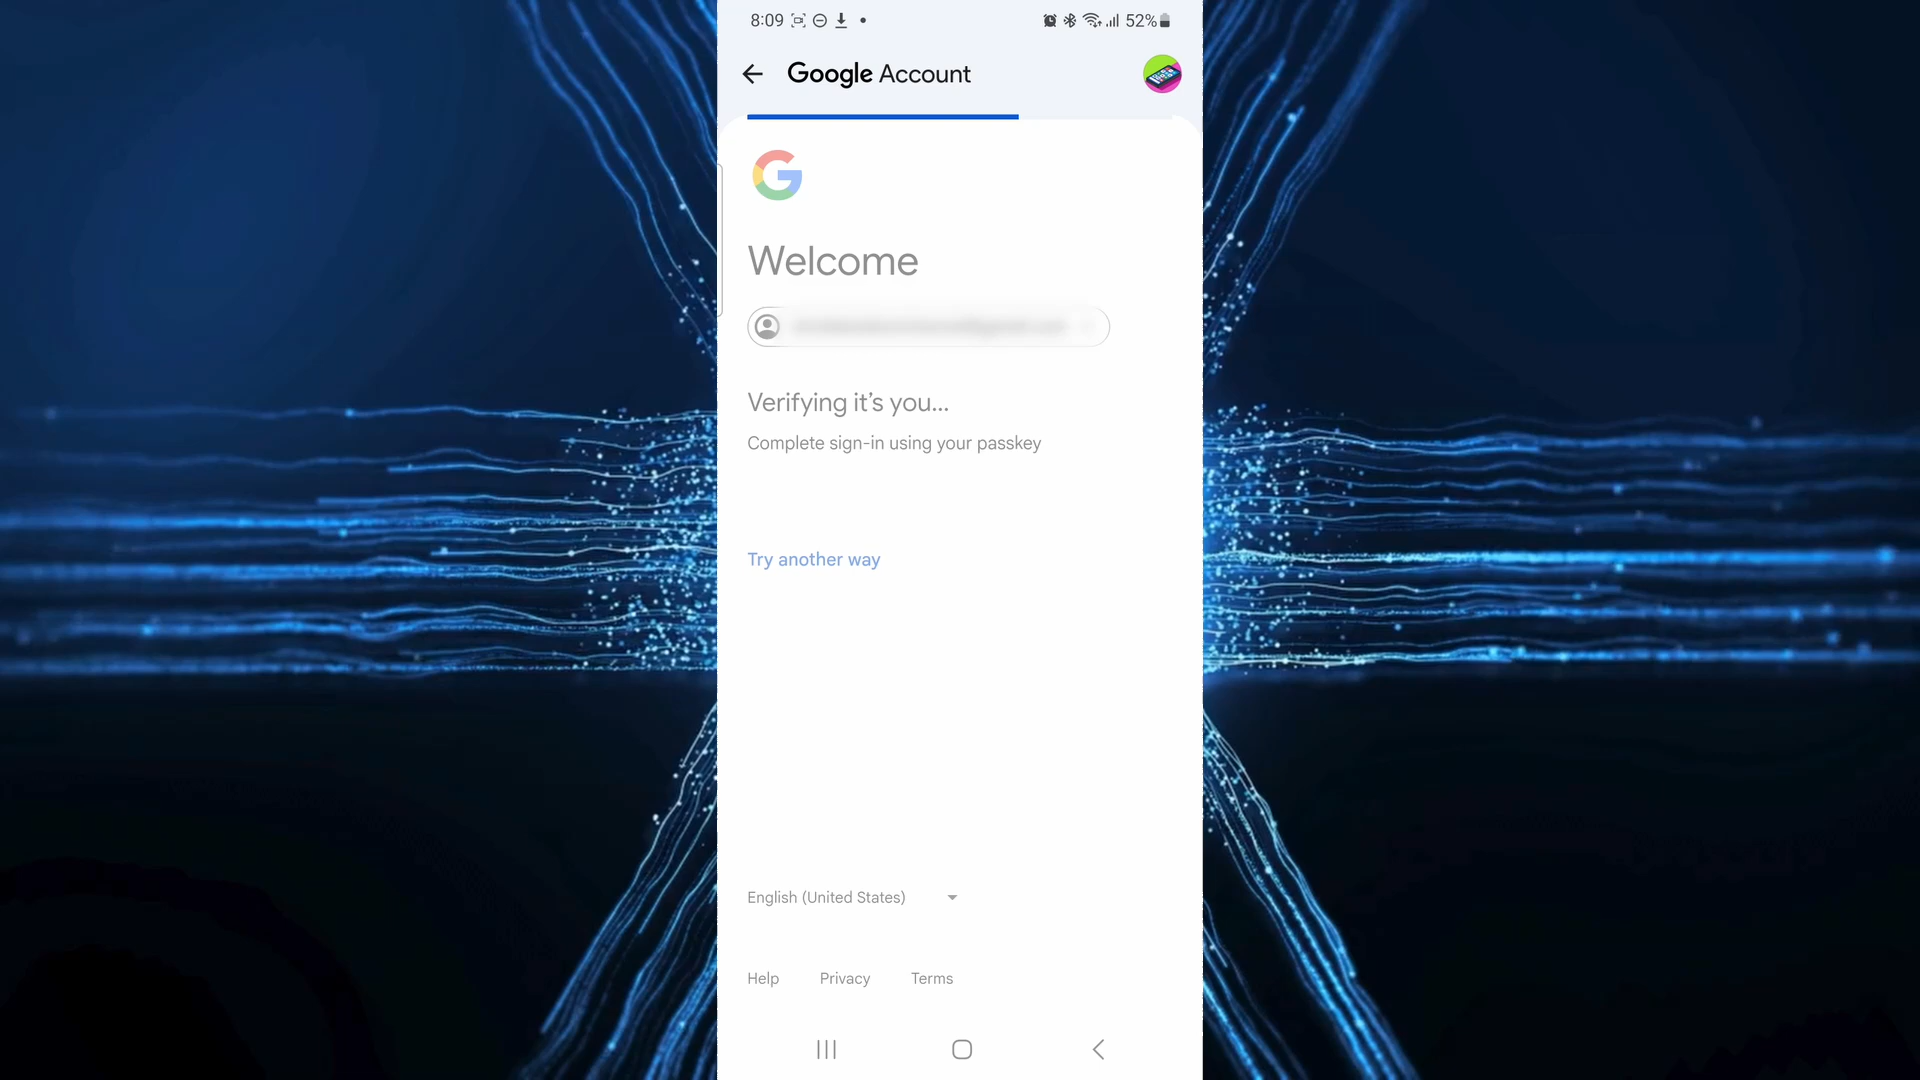 8:09
52%
Google Account
Welcome
Verifying it's you...
Complete sign-in using your passkey
Try another way
English (United States)
Help Privacy Terms